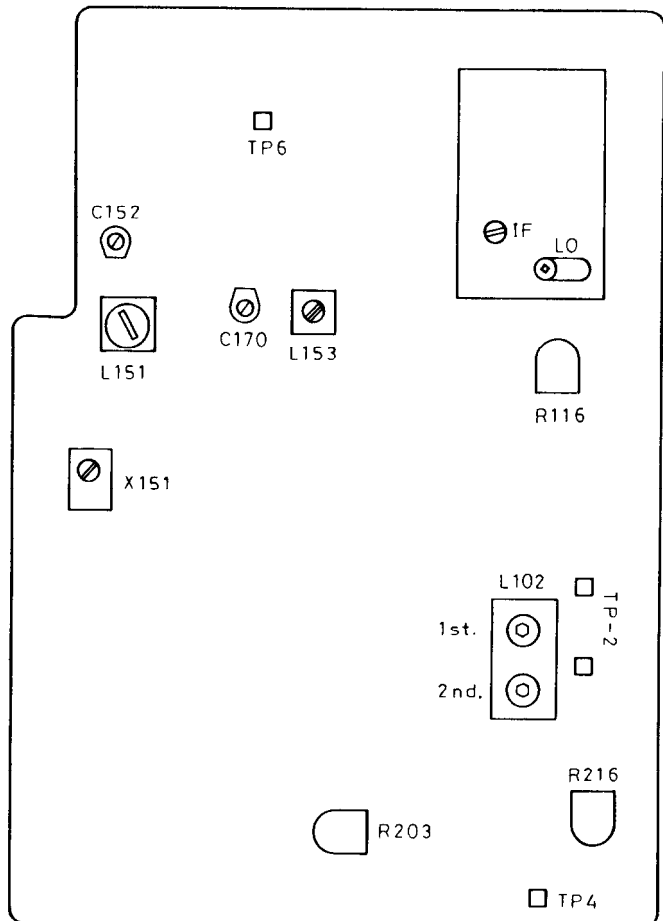 TP6
C152
IF
LO
C170
L153
L151
R116
X151
L102
TP-2
1st.
2nd.
R216
R203
TP4